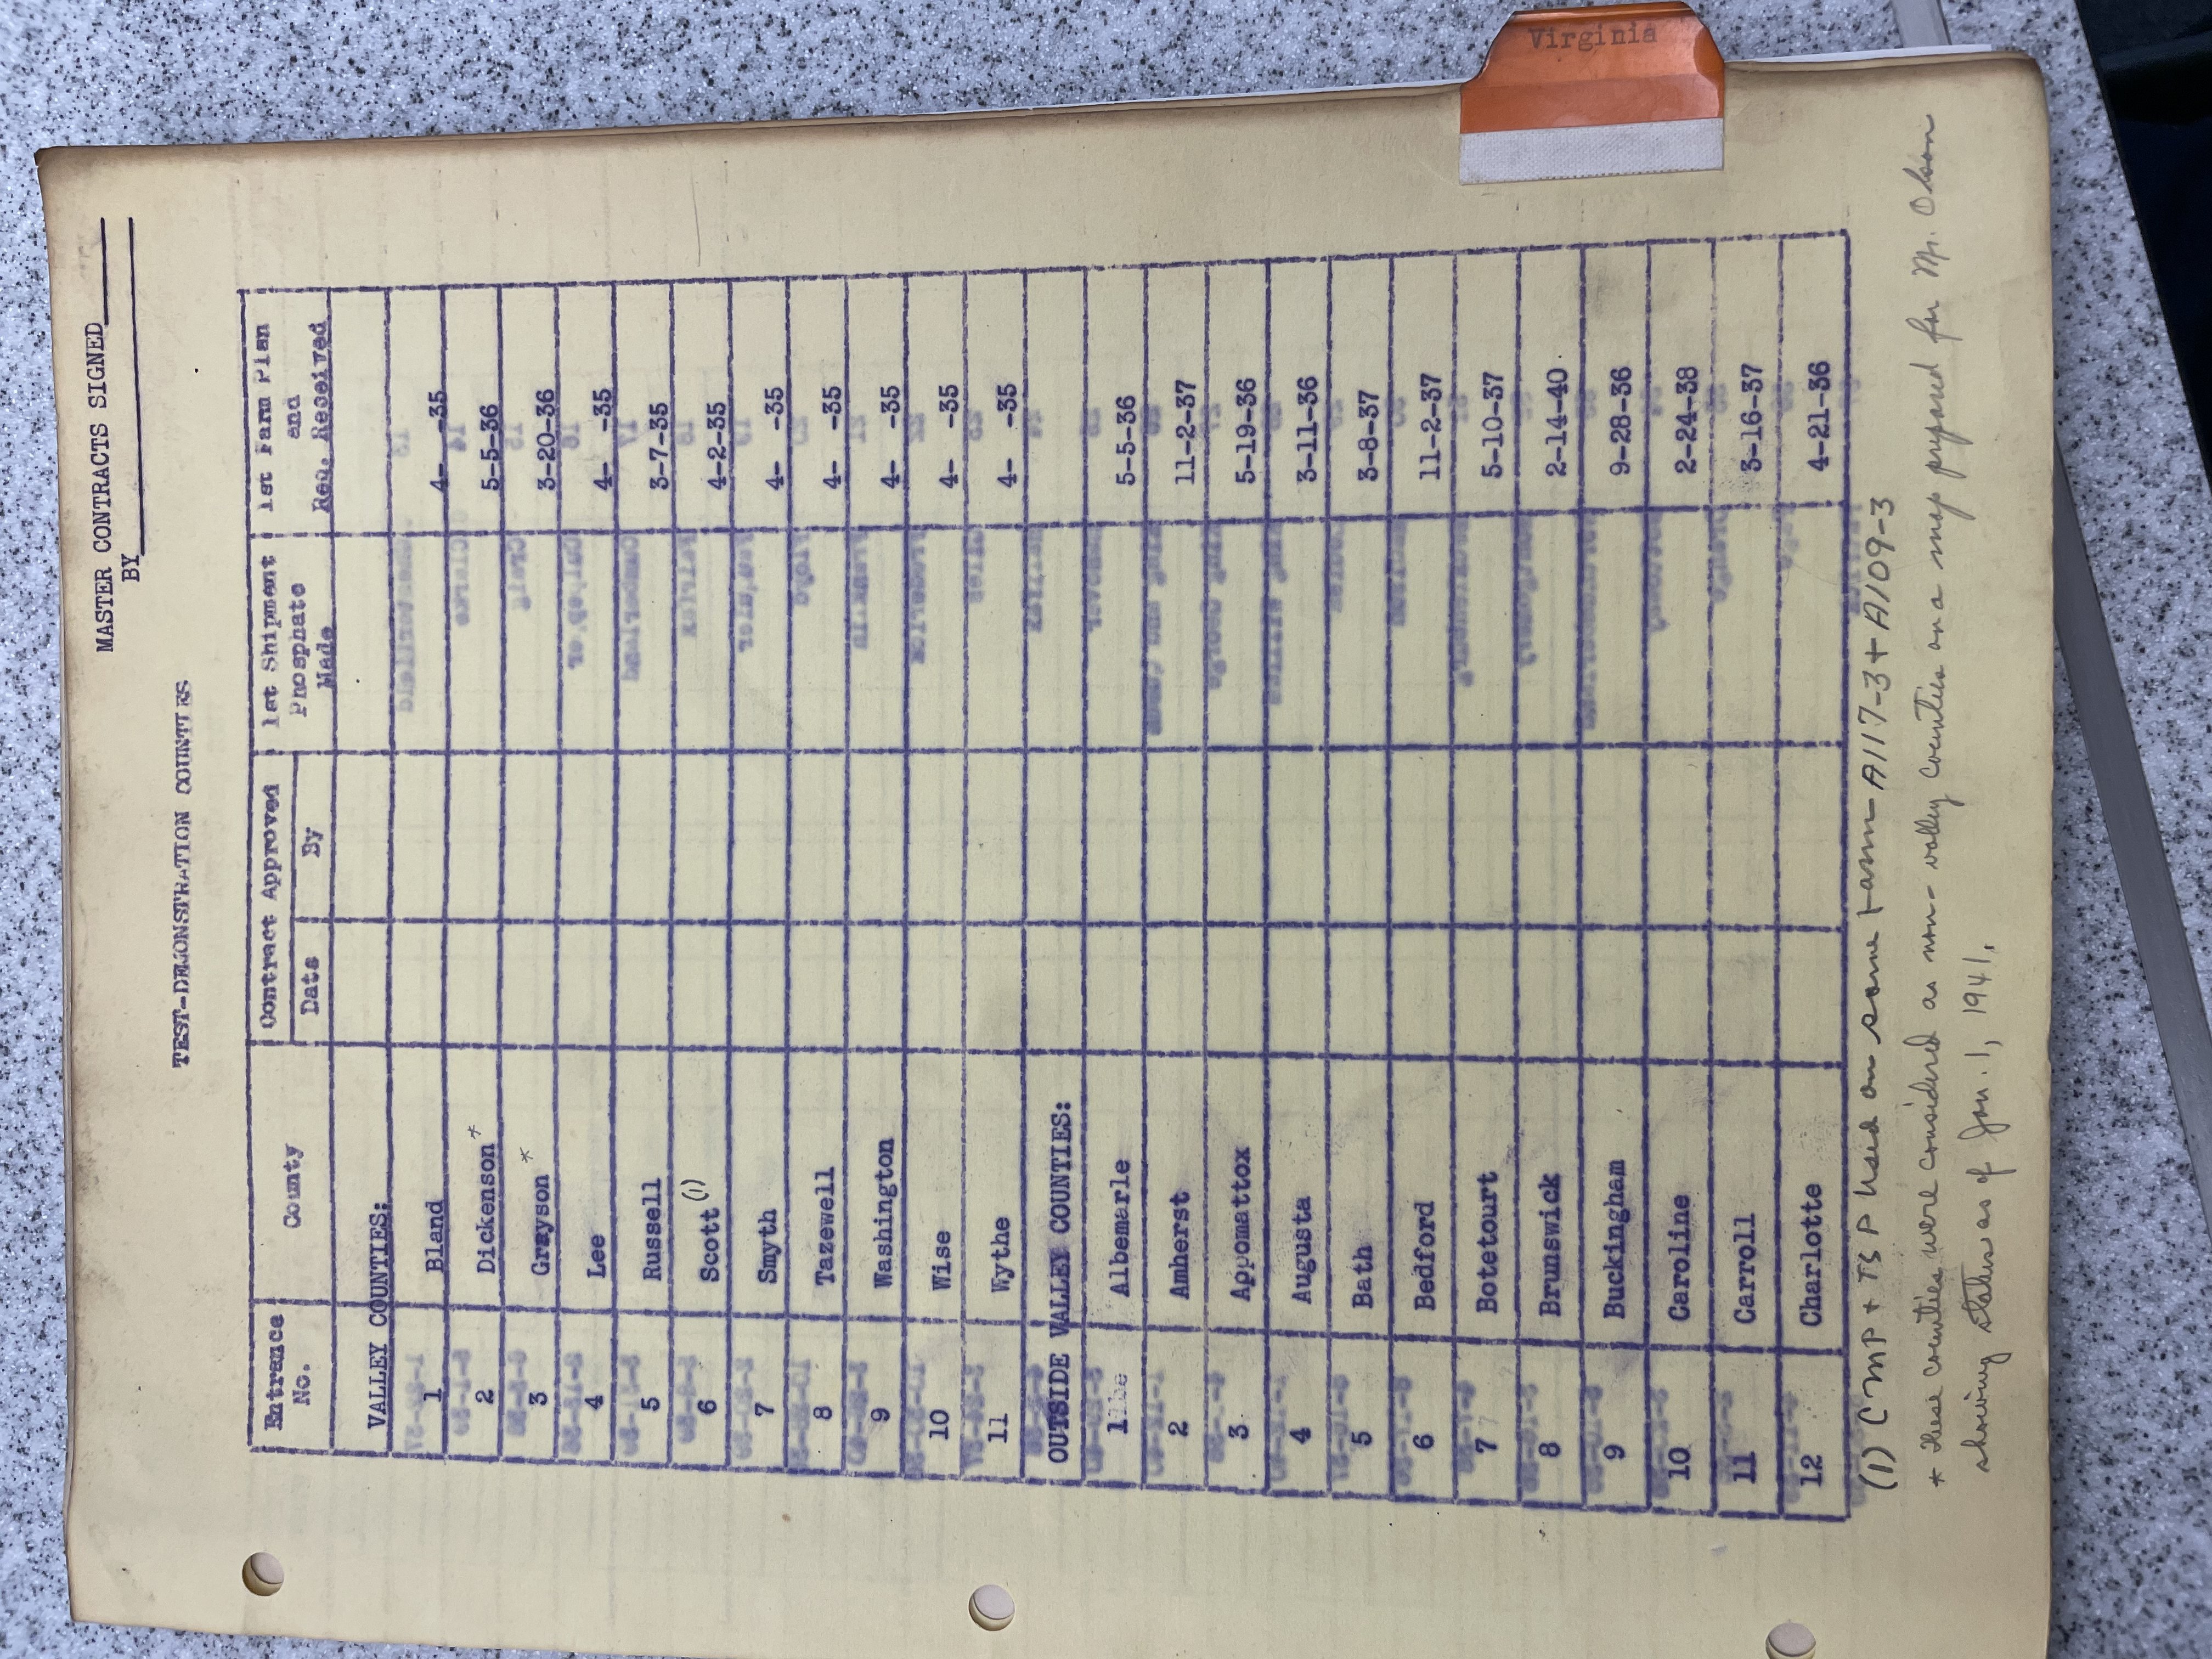 MASTER CONTRACTS SIGNED
BY
TEST-DEMONSTRATION COUNTIES
Entrance No. County Contract Approved Date By 1st Shipment Phosphate Made 1st Farm Plan and Req. Received
VALLEY COUNTIES:
1 Bland 4- -35
2 Dickenson* 5-5-36
3 Grayson* 3-20-36
4 Lee 4- -35
5 Russell 3-7-35
6 Scott (1) 4-2-35
7 Smyth 4- -35
8 Tazewell 4- -35
9 Washington 4- -35
10 Wise 4- -35
11 Wythe 4- -35
OUTSIDE VALLEY COUNTIES:
1 Albemarle 5-5-36
2 Amherst 11-2-37
3 Appomattox 5-19-36
4 Augusta 3-11-36
5 Bath 3-8-37
6 Bedford 11-2-37
7 Botetourt 5-10-37
8 Brunswick 2-14-40
9 Buckingham 9-28-36
10 Caroline 2-24-38
11 Carroll 3-16-37
12 Charlotte 4-21-36
(1) CMP + TSP Used on same farm A117-3 + A109-3
* These counties were considered as non-valley counties on a map prepared for Mr. Olson
showing status as of Jan. 1, 1941.
Virginia